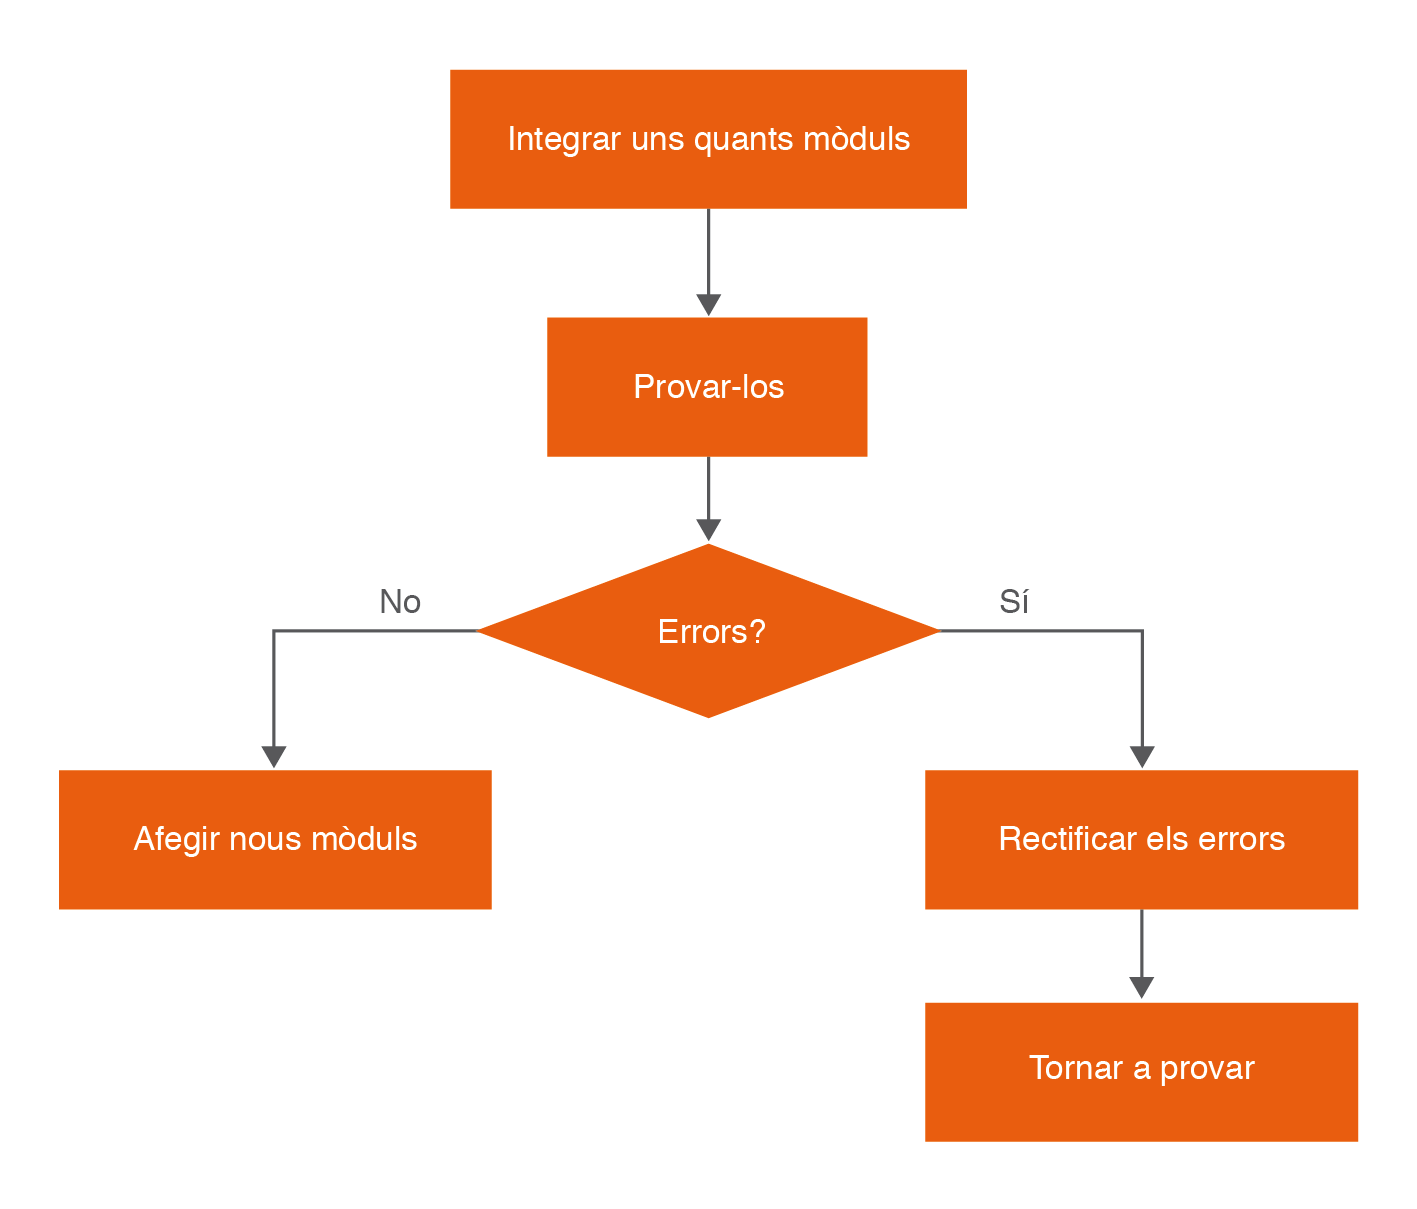 Integrar uns quants mòduls
Provar-los
Errors?
No
Sí
Afegir nous mòduls
Rectificar els errors
Tornar a provar